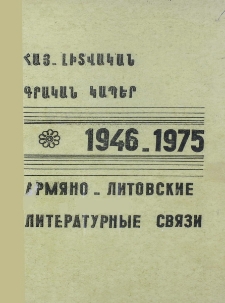 ՀԱՅ-ԼԻՏՎԱԿԱՆ
ԳՐԱԿԱՆ ԿԱՊԵՐ
1946-1975
АРМЯНО-ЛИТОВСКИЕ
ЛИТЕРАТУРНЫЕ СВЯЗИ